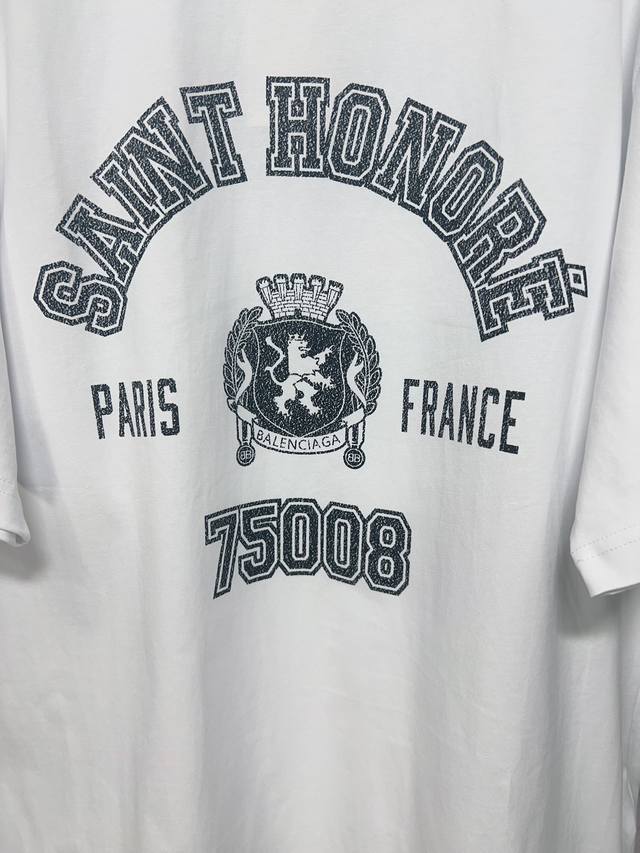 SAINT HONORÉ
PARIS
FRANCE
BALENCIAGA
BB
BB
75008